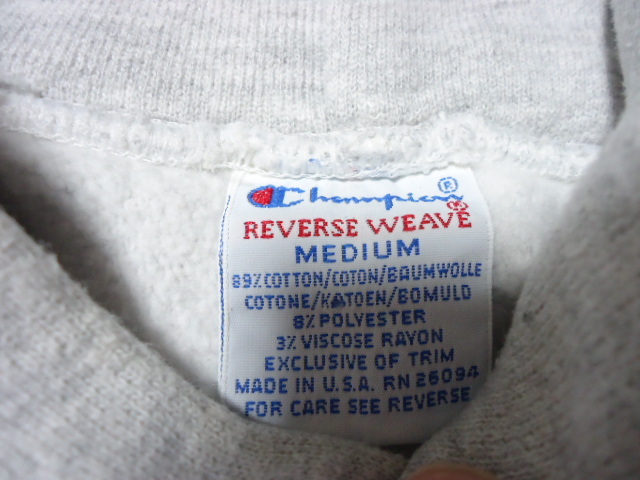 Champion®
REVERSE WEAVE®
MEDIUM
89% COTTON/COTON/BAUMWOLLE
COTONE/KATOEN/BOMULD
8% POLYESTER
3% VISCOSE RAYON
EXCLUSIVE OF TRIM
MADE IN U.S.A. RN 26094
FOR CARE SEE REVERSE